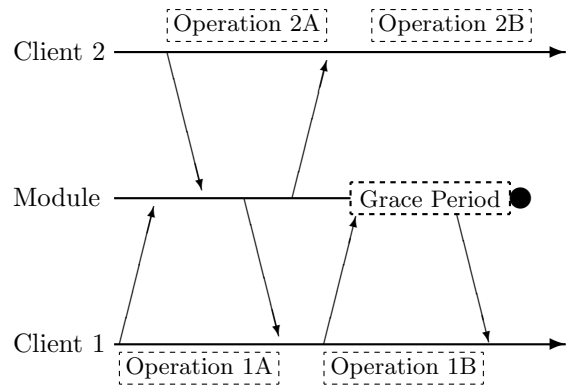 Operation 2A
Operation 2B
Client 2
Module
Grace Period
Client 1
Operation 1A
Operation 1B